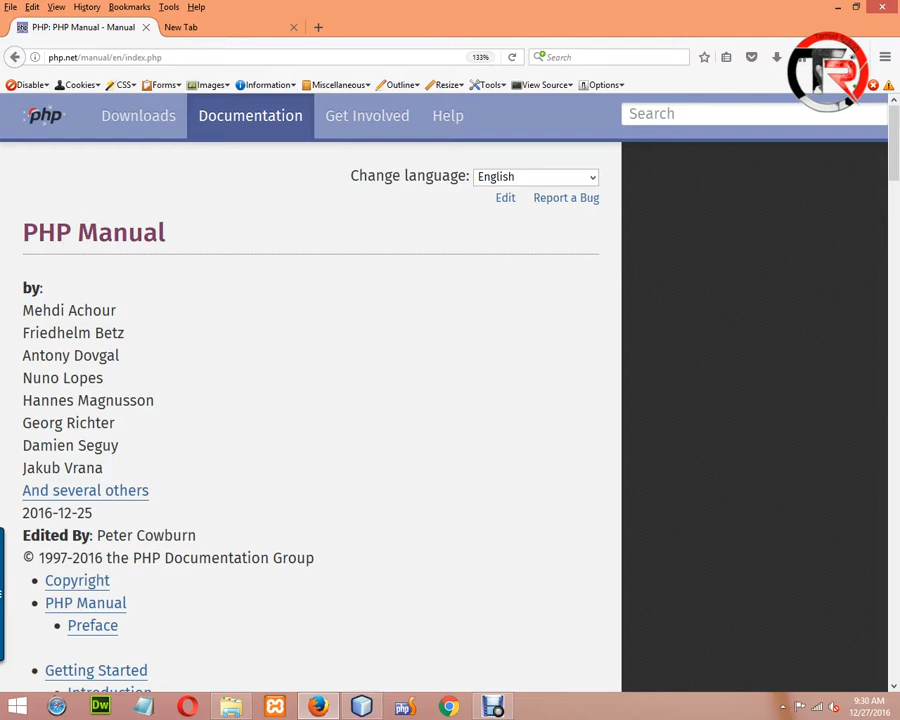 File Edit View History Bookmarks Tools Help
PHP: PHP Manual - Manual New Tab
php.net/manual/en/index.php 133% Search
Disable Cookies CSS Forms Images Information Miscellaneous Outline Resize Tools View Source Options
php Downloads Documentation Get Involved Help Search
Change language: English
Edit Report a Bug
PHP Manual
by:
Mehdi Achour
Friedhelm Betz
Antony Dovgal
Nuno Lopes
Hannes Magnusson
Georg Richter
Damien Seguy
Jakub Vrana
And several others
2016-12-25
Edited By: Peter Cowburn
© 1997-2016 the PHP Documentation Group
Copyright
PHP Manual
Preface
Getting Started
Introduction
Dw php 9:30 AM
12/27/2016